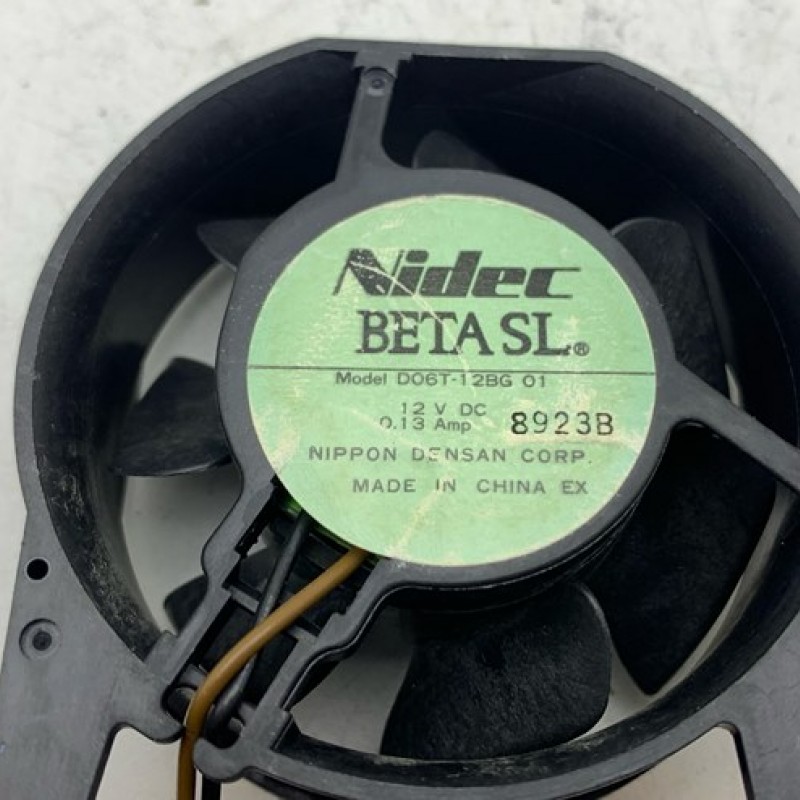 Nidec
BETA SL®
Model D06T-12BG 01
12 V DC
0.13 Amp 8923B
NIPPON DENSAN CORP.
MADE IN CHINA EX